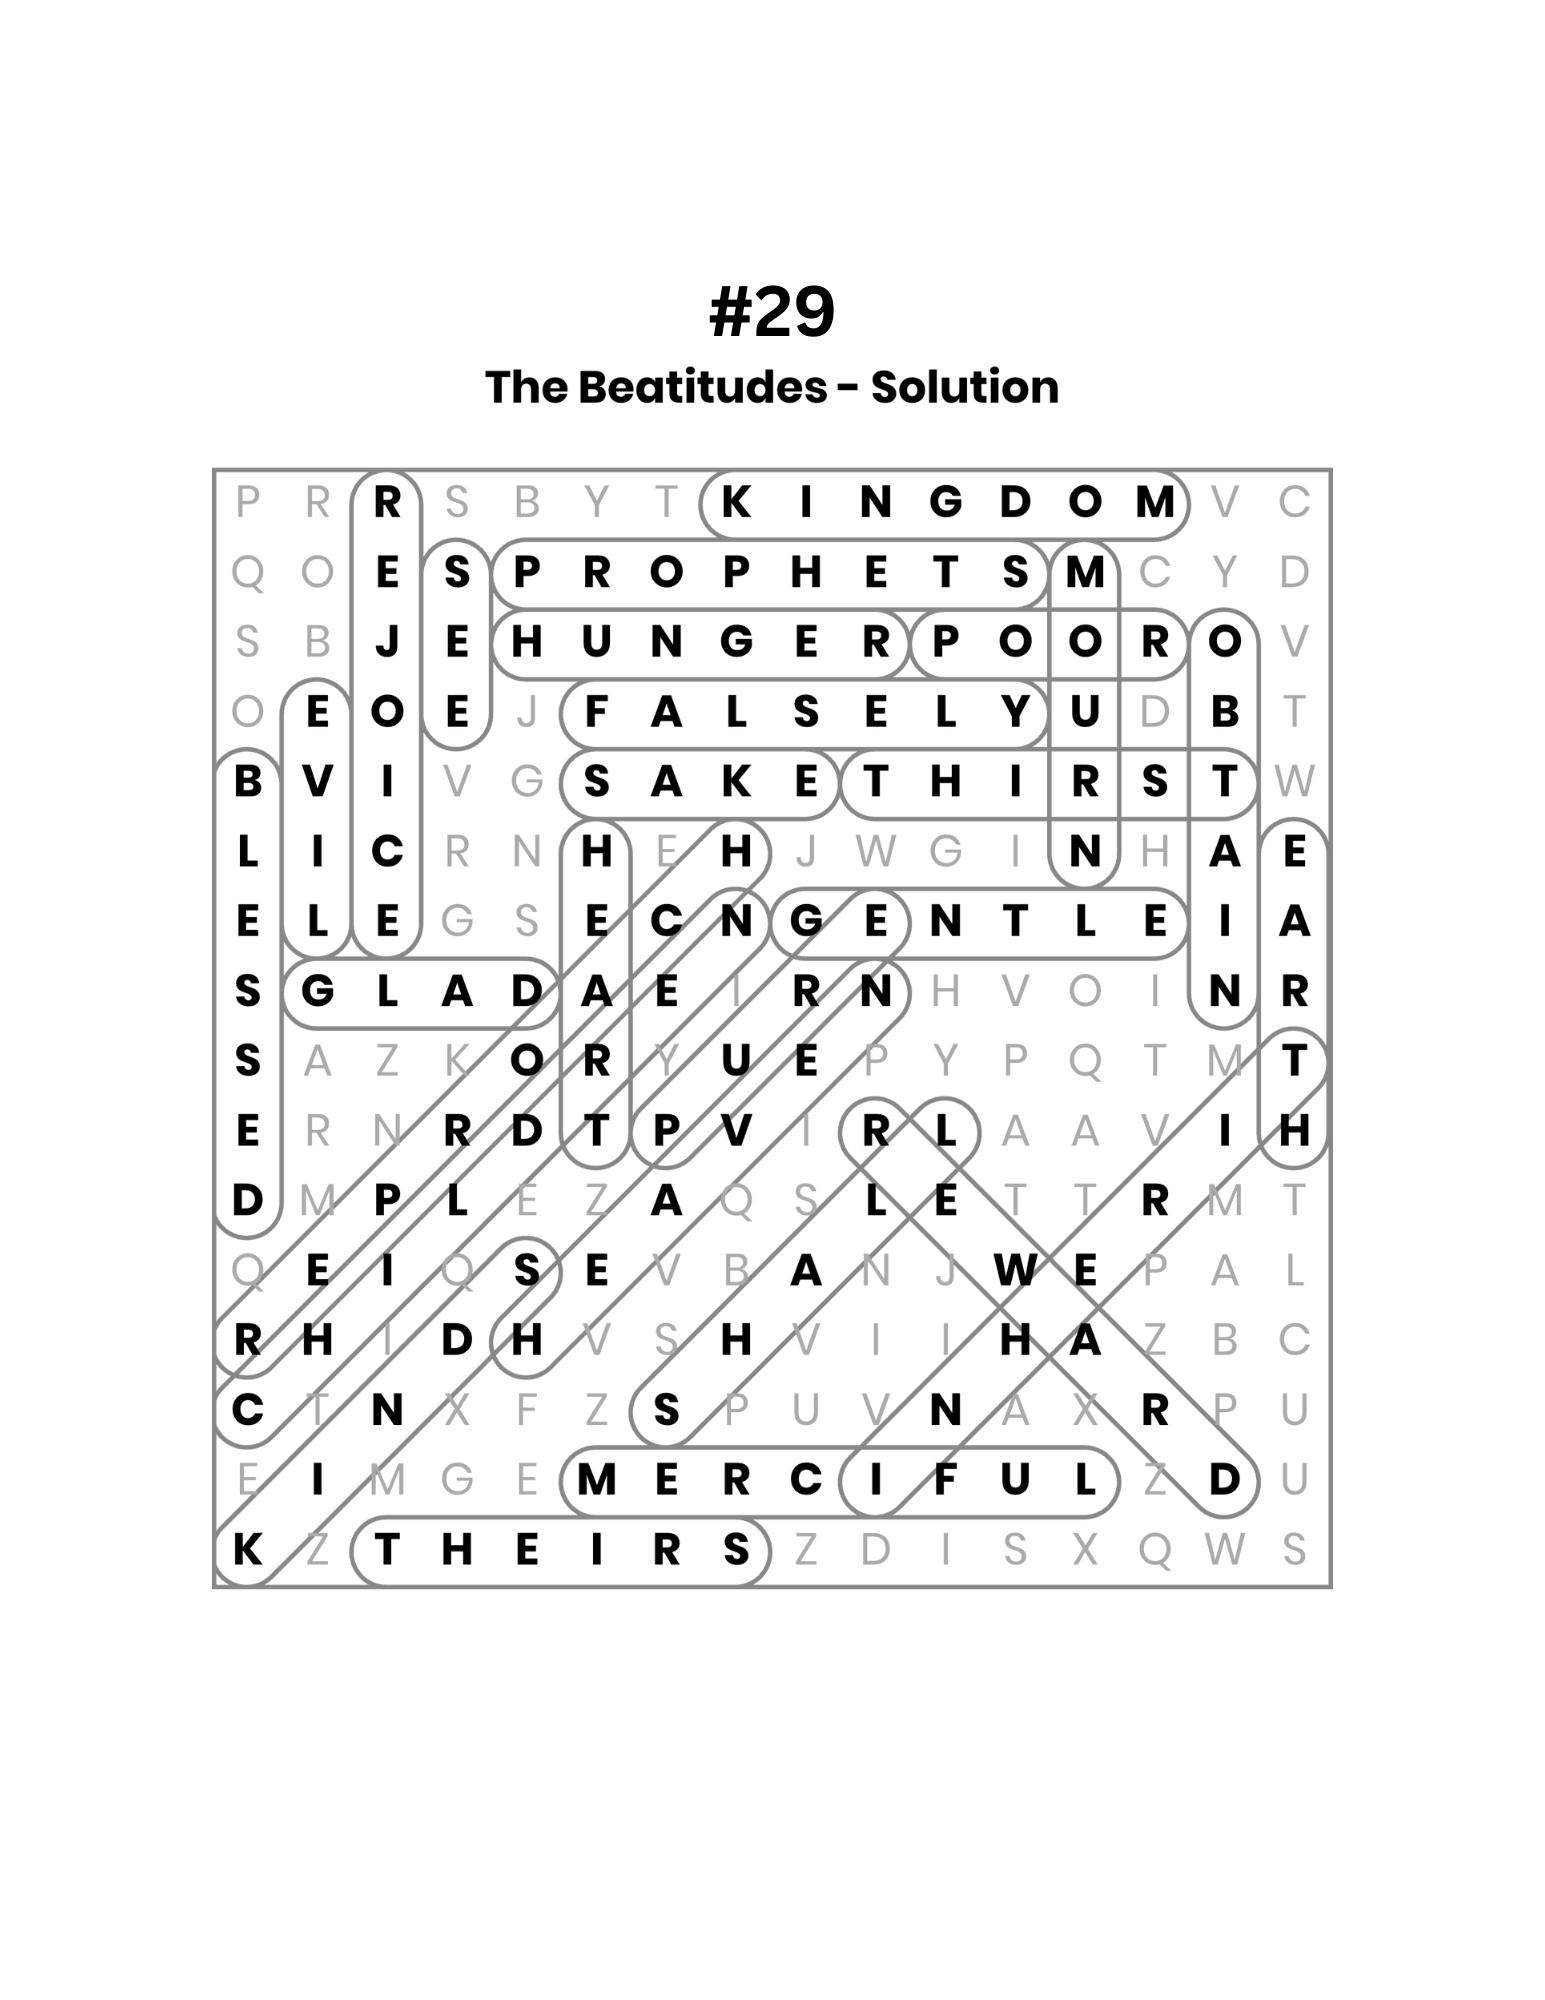 #29
The Beatitudes - Solution
P R R S B Y T K I N G D O M V C
Q O E S P R O P H E T S M C Y D
S B J E H U N G E R P O O R O V
O E O E J F A L S E L Y U D B T
B V I V G S A K E T H I R S T W
L I C R N H E H J W G I N H A E
E L E G S E C N G E N T L E I A
S G L A D A E I R N H V O I N R
S A Z K O R Y U E P Y P Q T M T
E R N R D T P V I R L A A V I H
D M P L E Z A Q S L E T T R M T
Q E I Q S E V B A N J W E P A L
R H I D H V S H V I I H A Z B C
C T N X F Z S P U V N A X R P U
E I M G E M E R C I F U L Z D U
K Z T H E I R S Z D I S X Q W S